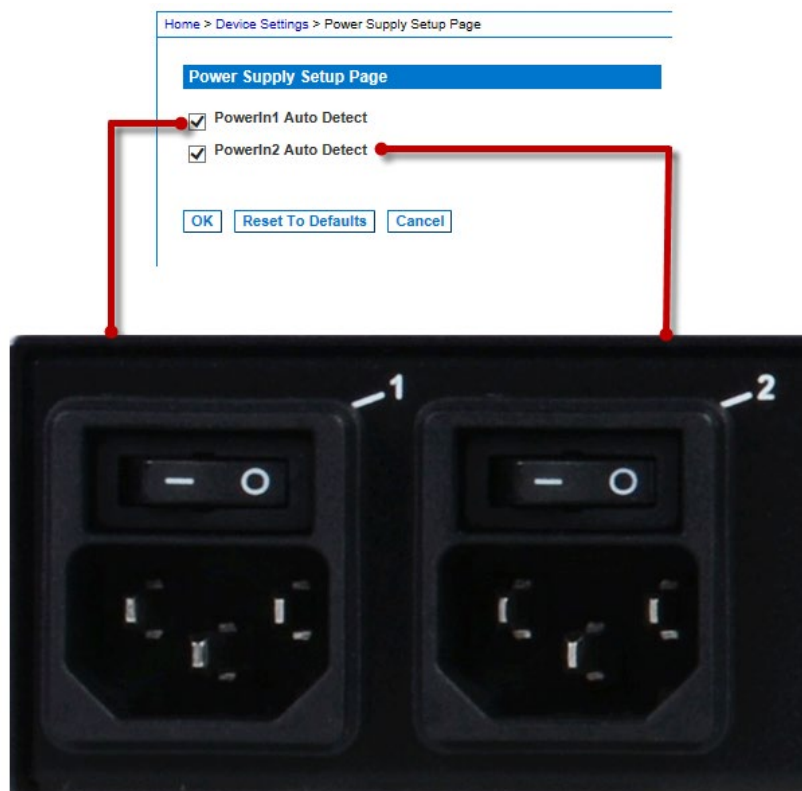 Home > Device Settings > Power Supply Setup Page
Power Supply Setup Page
PowerIn1 Auto Detect
PowerIn2 Auto Detect
OK Reset To Defaults Cancel
1 2
— O — O